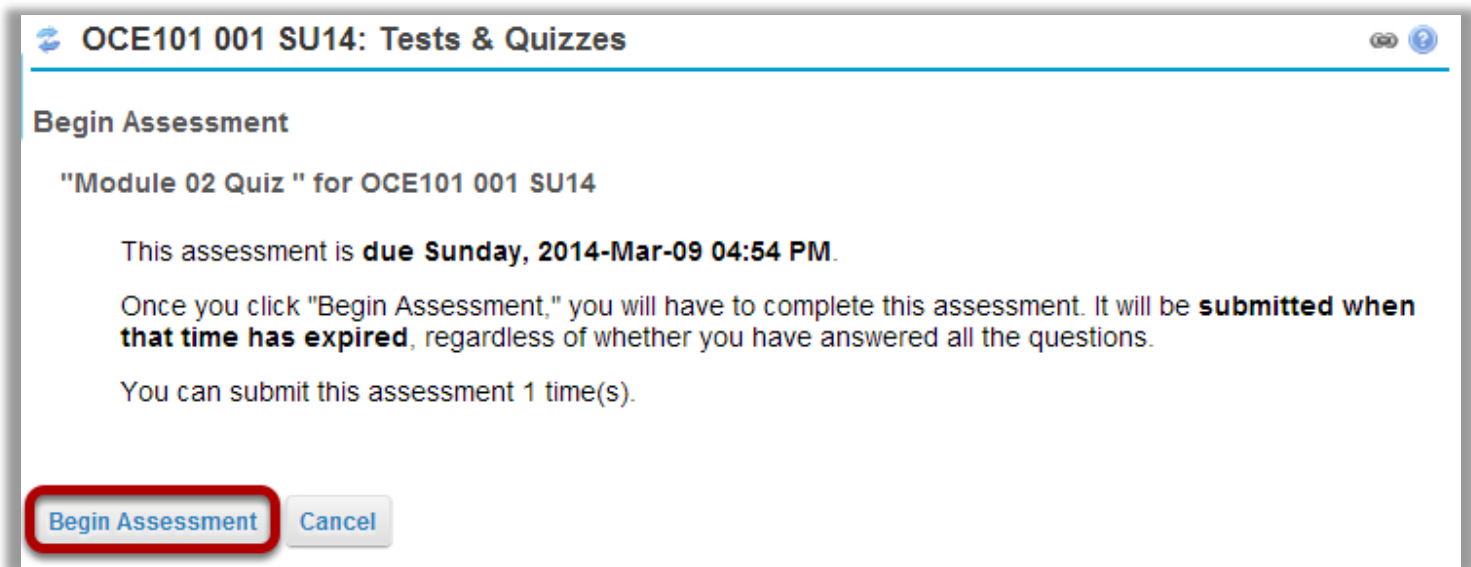 OCE101 001 SU14: Tests & Quizzes
Begin Assessment
"Module 02 Quiz " for OCE101 001 SU14
This assessment is due Sunday, 2014-Mar-09 04:54 PM.
Once you click "Begin Assessment," you will have to complete this assessment. It will be submitted when
that time has expired, regardless of whether you have answered all the questions.
You can submit this assessment 1 time(s).
Begin Assessment Cancel